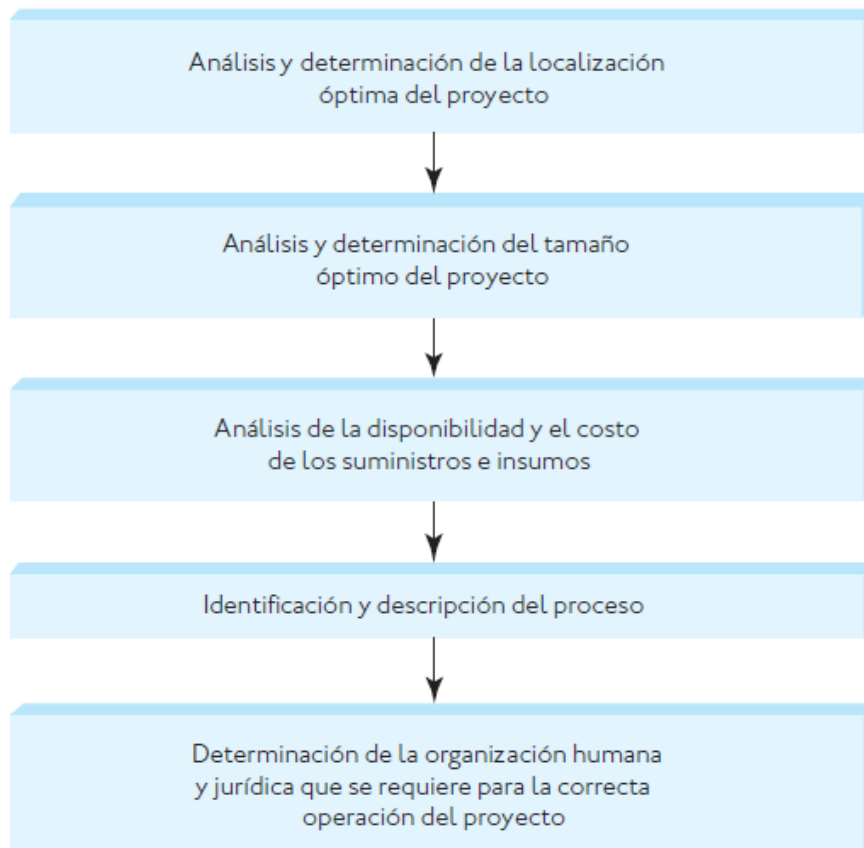 Análisis y determinación de la localización
óptima del proyecto
Análisis y determinación del tamaño
óptimo del proyecto
Análisis de la disponibilidad y el costo
de los suministros e insumos
Identificación y descripción del proceso
Determinación de la organización humana
y jurídica que se requiere para la correcta
operación del proyecto